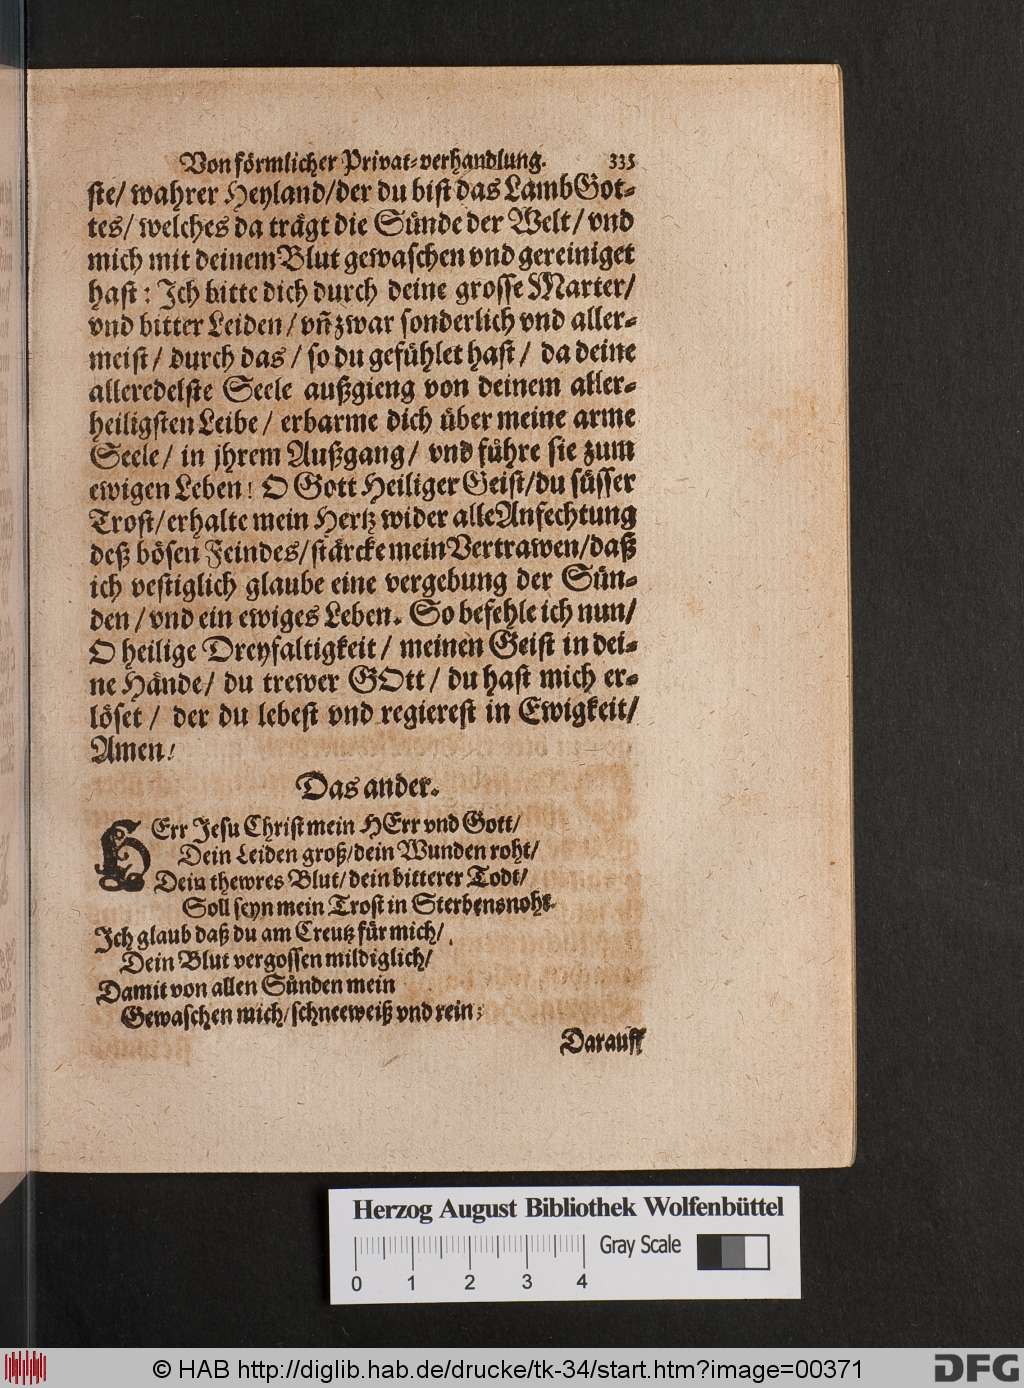 Von förmlicher Privat-verhandlung. 335
ste/ wahrer Heyland/der du bist das Lamb Got-
tes/ welches da trägt die Sünde der Welt/ vnd
mich mit deinem Blut gewaschen vnd gereiniget
hast: Ich bitte dich durch deine grosse Marter/
vnd bitter Leiden/ vñ zwar sonderlich vnd aller-
meist/ durch das/ so du gefühlet hast/ da deine
alleredelste Seele außgieng von deinem aller-
heiligsten Leibe/ erbarme dich über meine arme
Seele/ in jhrem Außgang/ vnd führe sie zum
ewigen Leben! O Gott Heiliger Geist/du süsser
Trost/erhalte mein Hertz wider alle Anfechtung
deß bösen Feindes/stärcke mein Vertrawen/daß
ich vestiglich glaube eine vergebung der Sün-
den/vnd ein ewiges Leben. So befehle ich nun/
O heilige Dreyfaltigkeit/ meinen Geist in dei-
ne Hände/ du trewer GOtt/ du hast mich er-
löset/ der du lebest vnd regierest in Ewigkeit/
Amen!
Das ander.
HErr Jesu Christ mein HErr vnd Gott/
Dein Leiden groß/dein Wunden roht/
Dein thewres Blut/dein bitterer Todt/
Soll seyn mein Trost in Sterbensnoht.
Ich glaub daß du am Creutz für mich/
Dein Blut vergossen mildiglich/
Damit von allen Sünden mein
Gewaschen mich/schneeweiß vnd rein;
Darauff
Herzog August Bibliothek Wolfenbüttel
Gray Scale
0 1 2 3 4
© HAB http://diglib.hab.de/drucke/tk-34/start.htm?image=00371
DFG